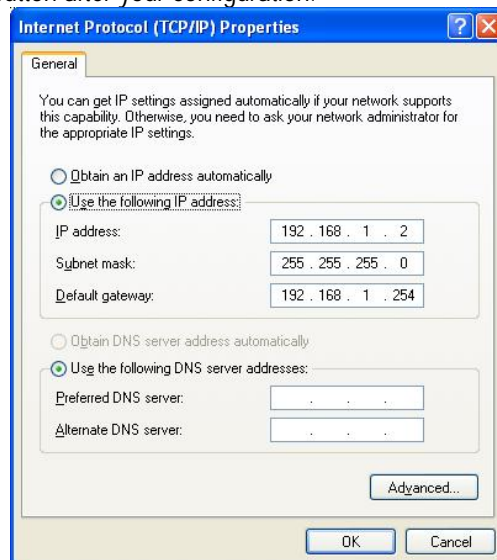 button after your configuration.
Internet Protocol (TCP/IP) Properties
General
You can get IP settings assigned automatically if your network supports
this capability. Otherwise, you need to ask your network administrator for
the appropriate IP settings.
Obtain an IP address automatically
Use the following IP address:
IP address: 192 . 168 . 1 . 2
Subnet mask: 255 . 255 . 255 . 0
Default gateway: 192 . 168 . 1 . 254
Obtain DNS server address automatically
Use the following DNS server addresses:
Preferred DNS server: . . .
Alternate DNS server: . . .
Advanced...
OK Cancel